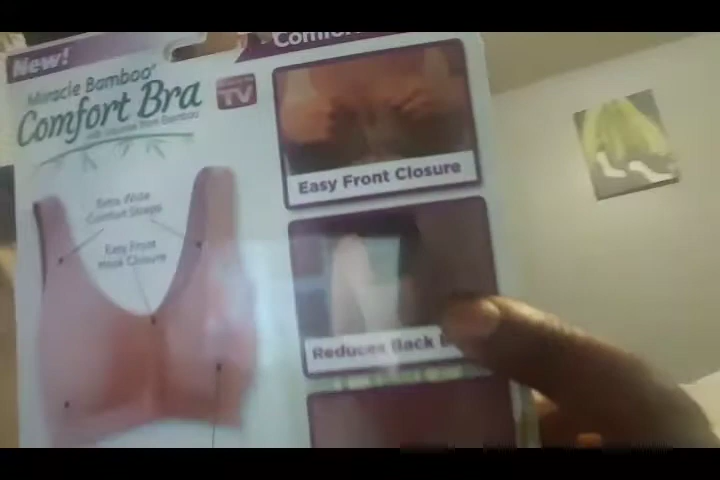 New!
Miracle Bamboo
Comfort Bra
AS SEEN ON
TV
Extra Wide
Comfort Straps
Easy Front
Hook Closure
Easy Front Closure
Reduces Back